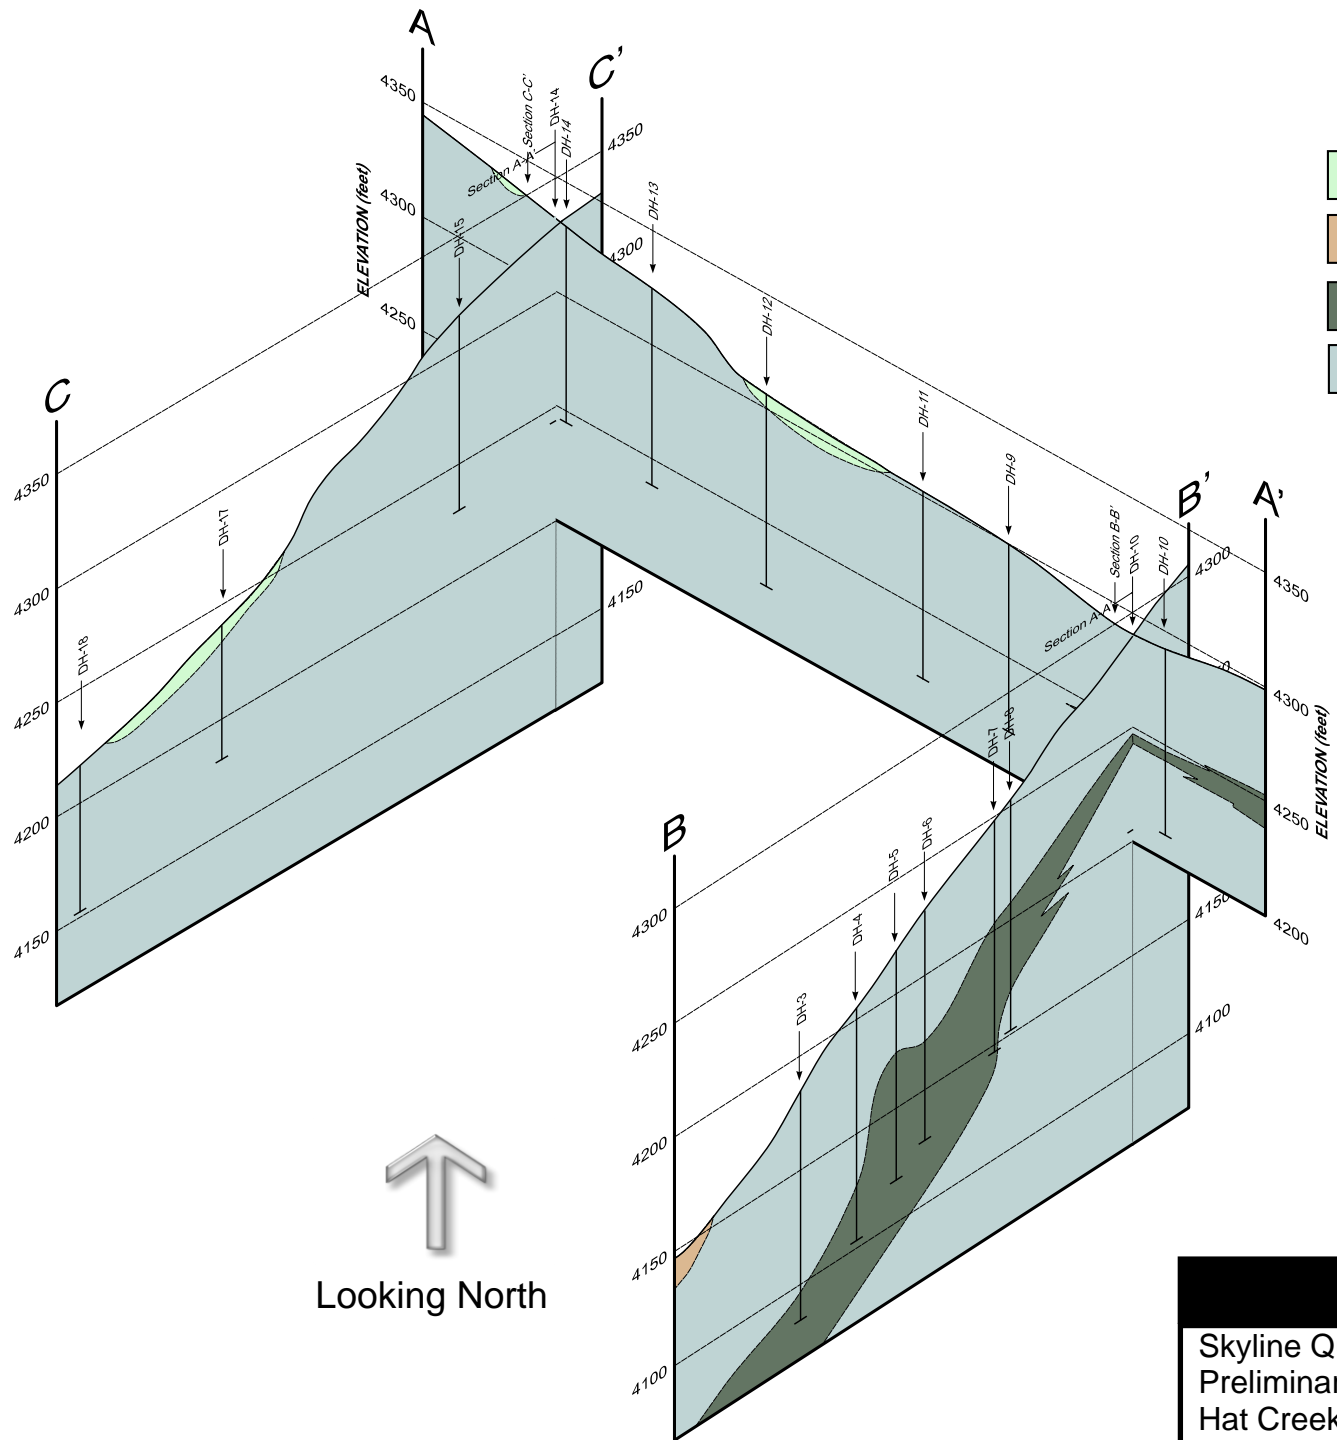 A
C'
4350
Section C-C'
DH-14
DH-14
4350
Section A-A'
ELEVATION (feet)
4300
DH-15
DH-13
4300
4250
DH-12
C
DH-11
DH-9
B'
A'
4350
DH-17
Section B-B'
DH-10
DH-10
4300
4350
4300
4150
Section A-A'
DH-18
4250
4300
ELEVATION (feet)
DH-7
DH-8
4200
4250
B
DH-6
DH-5
4150
4300
DH-4
4150
4200
DH-3
4250
4100
4200
4150
4100
Looking North
Skyline Q
Preliminar
Hat Creek